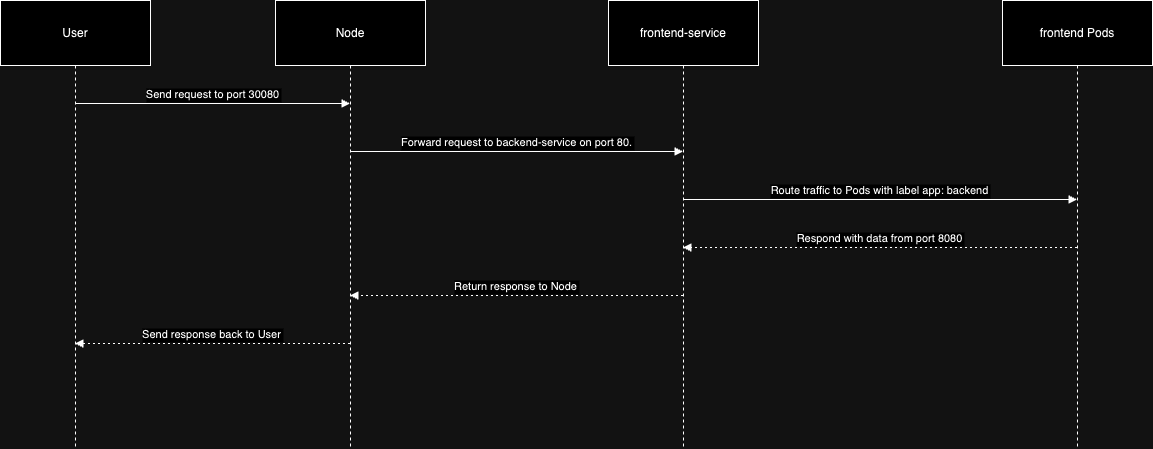 User
Node
frontend-service
frontend Pods
Send request to port 30080
Forward request to backend-service on port 80.
Route traffic to Pods with label app: backend
Respond with data from port 8080
Return response to Node
Send response back to User